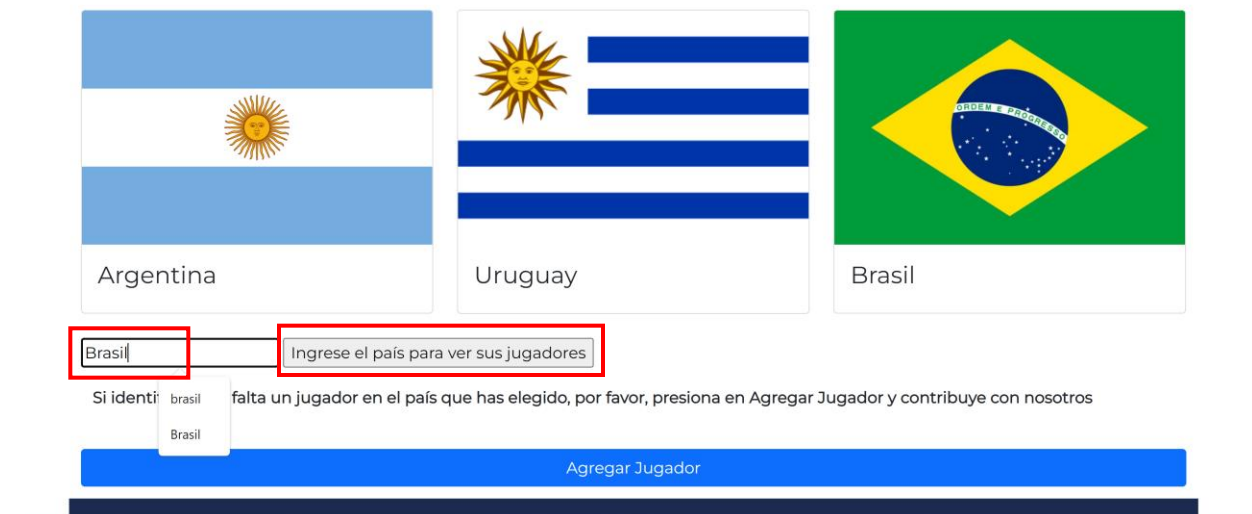 ORDEM E PROGRESSO
Argentina
Uruguay
Brasil
Brasil
Ingrese el país para ver sus jugadores
Si identi falta un jugador en el país que has elegido, por favor, presiona en Agregar Jugador y contribuye con nosotros
brasil
Brasil
Agregar Jugador